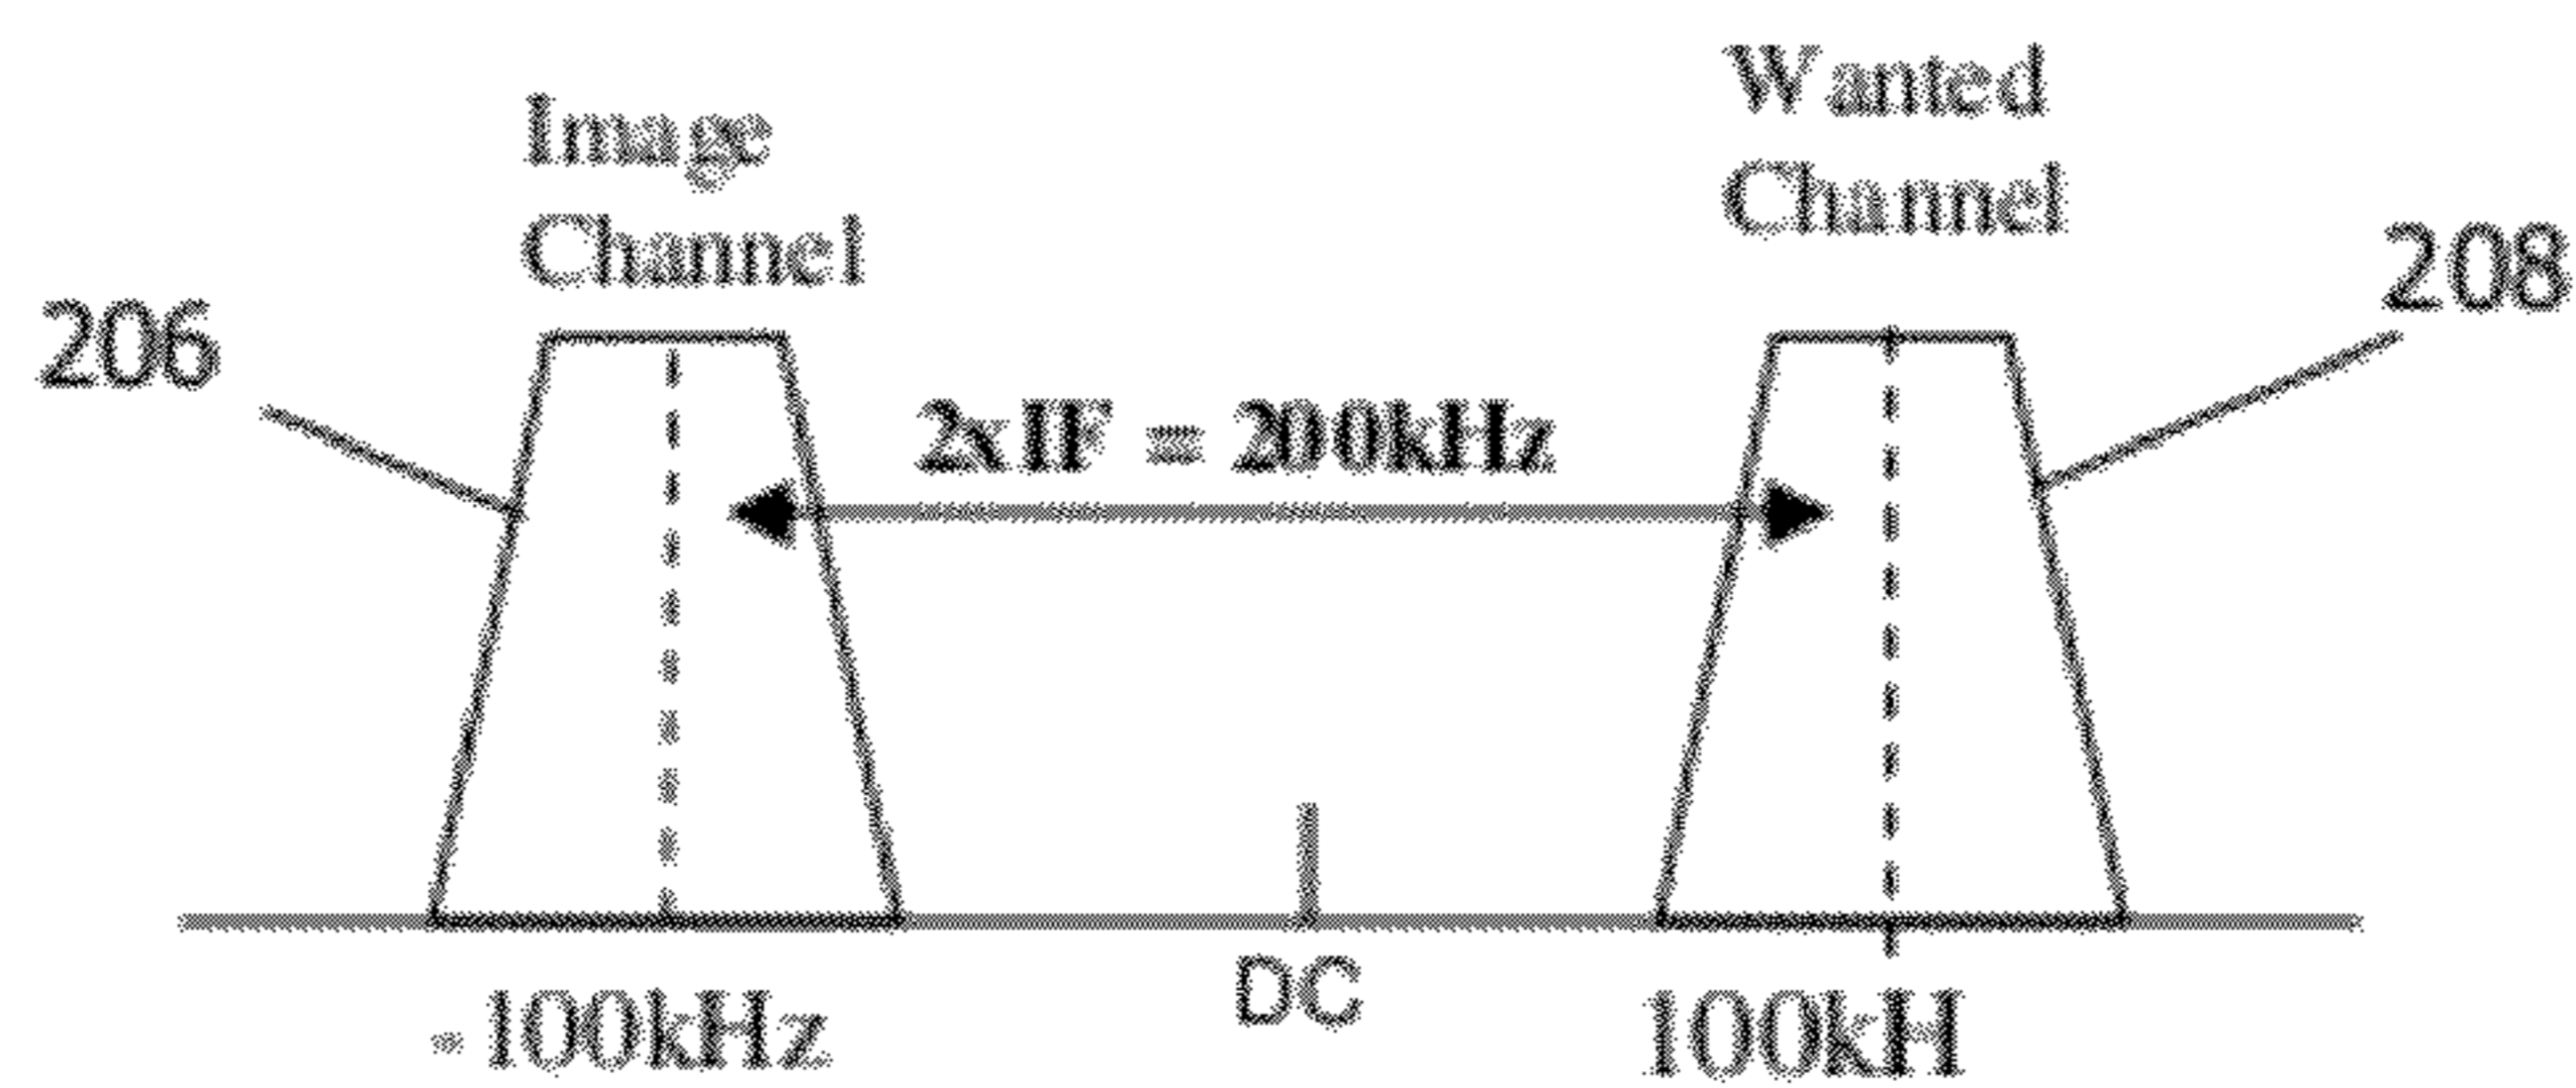 Image
Channel
Wanted
Channel
206
208
2xIF = 200kHz
DC
-100kHz
100kH